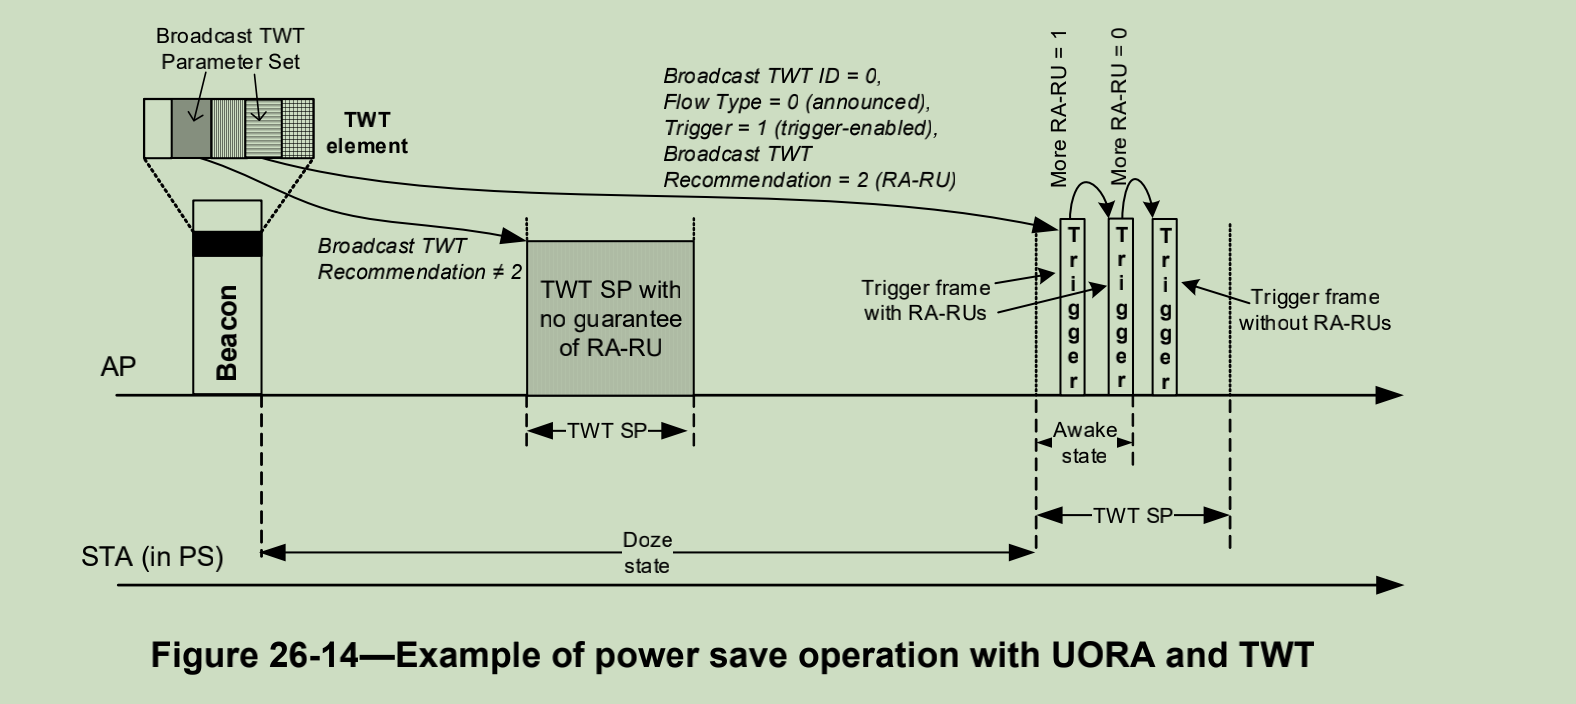 Broadcast TWT
Parameter Set
TWT
element
Broadcast TWT ID = 0,
Flow Type = 0 (announced),
Trigger = 1 (trigger-enabled),
Broadcast TWT
Recommendation = 2 (RA-RU)
More RA-RU = 1
More RA-RU = 0
Broadcast TWT
Recommendation ≠ 2
Beacon
TWT SP with
no guarantee
of RA-RU
Trigger frame
with RA-RUs
Trigger
Trigger
Trigger
Trigger frame
without RA-RUs
AP
TWT SP
Awake
state
TWT SP
Doze
state
STA (in PS)
Figure 26-14—Example of power save operation with UORA and TWT